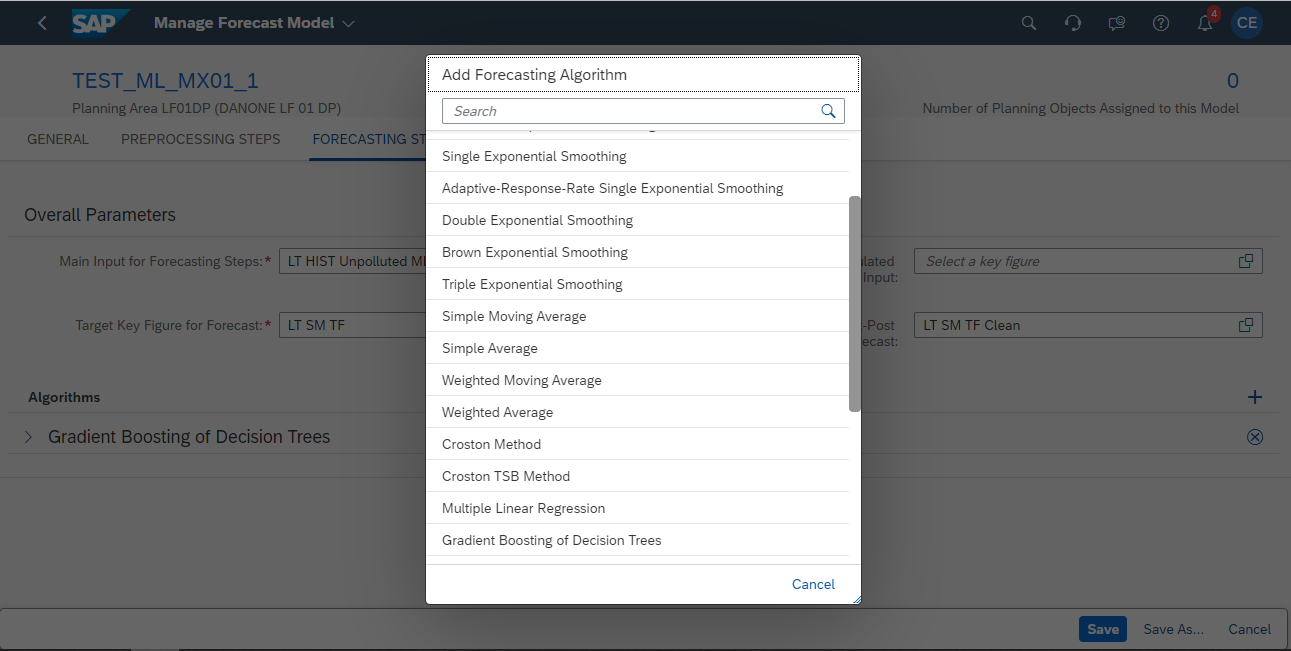 SAP Manage Forecast Model
4
CE
TEST_ML_MX01_1
Planning Area LF01DP (DANONE LF 01 DP)
0
Number of Planning Objects Assigned to this Model
GENERAL
PREPROCESSING STEPS
FORECASTING ST
Overall Parameters
Main Input for Forecasting Steps:*
LT HIST Unpolluted
lated
Input:
Select a key figure
Target Key Figure for Forecast:*
LT SM TF
-Post
ecast:
LT SM TF Clean
Algorithms
Gradient Boosting of Decision Trees
Add Forecasting Algorithm
Search
Single Exponential Smoothing
Adaptive-Response-Rate Single Exponential Smoothing
Double Exponential Smoothing
Brown Exponential Smoothing
Triple Exponential Smoothing
Simple Moving Average
Simple Average
Weighted Moving Average
Weighted Average
Croston Method
Croston TSB Method
Multiple Linear Regression
Gradient Boosting of Decision Trees
Cancel
Save
Save As...
Cancel